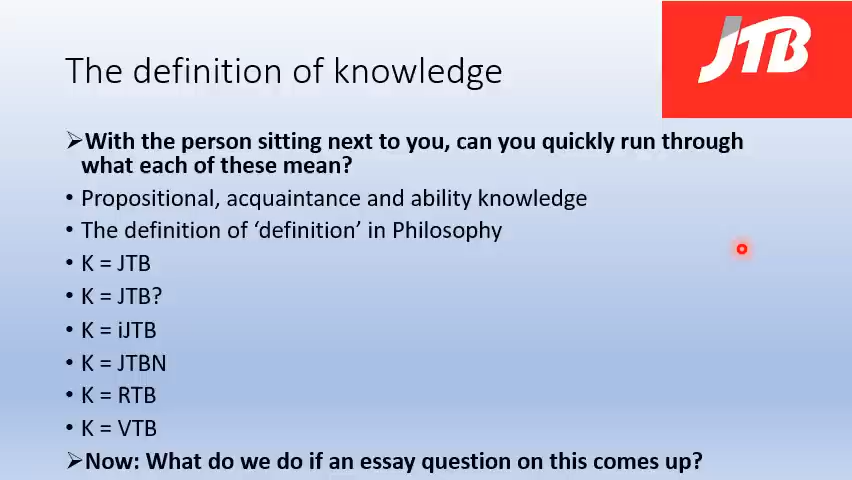 JTB
The definition of knowledge
➢With the person sitting next to you, can you quickly run through
what each of these mean?
• Propositional, acquaintance and ability knowledge
• The definition of ‘definition’ in Philosophy
• K = JTB
• K = JTB?
• K = iJTB
• K = JTBN
• K = RTB
• K = VTB
➢Now: What do we do if an essay question on this comes up?